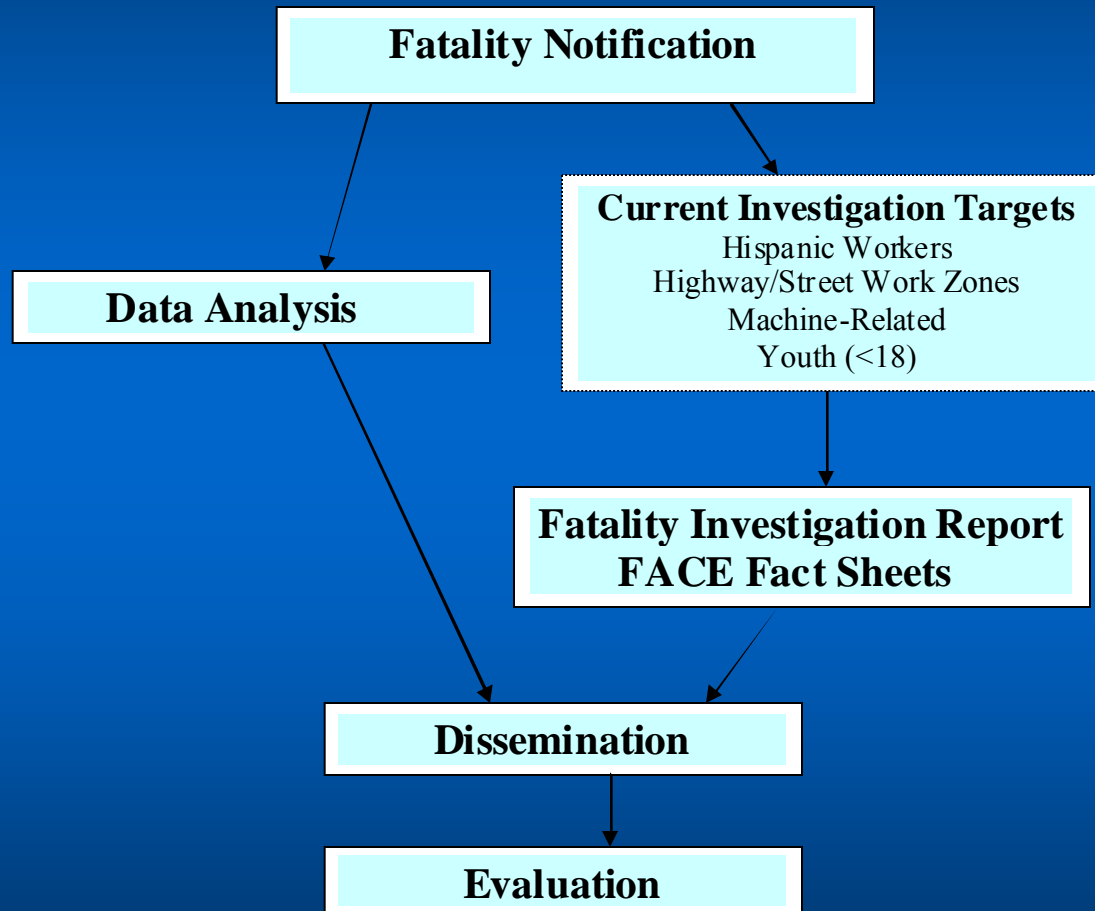 Fatality Notification
Current Investigation Targets
Hispanic Workers
Highway/Street Work Zones
Machine-Related
Youth (<18)
Data Analysis
Fatality Investigation Report
FACE Fact Sheets
Dissemination
Evaluation